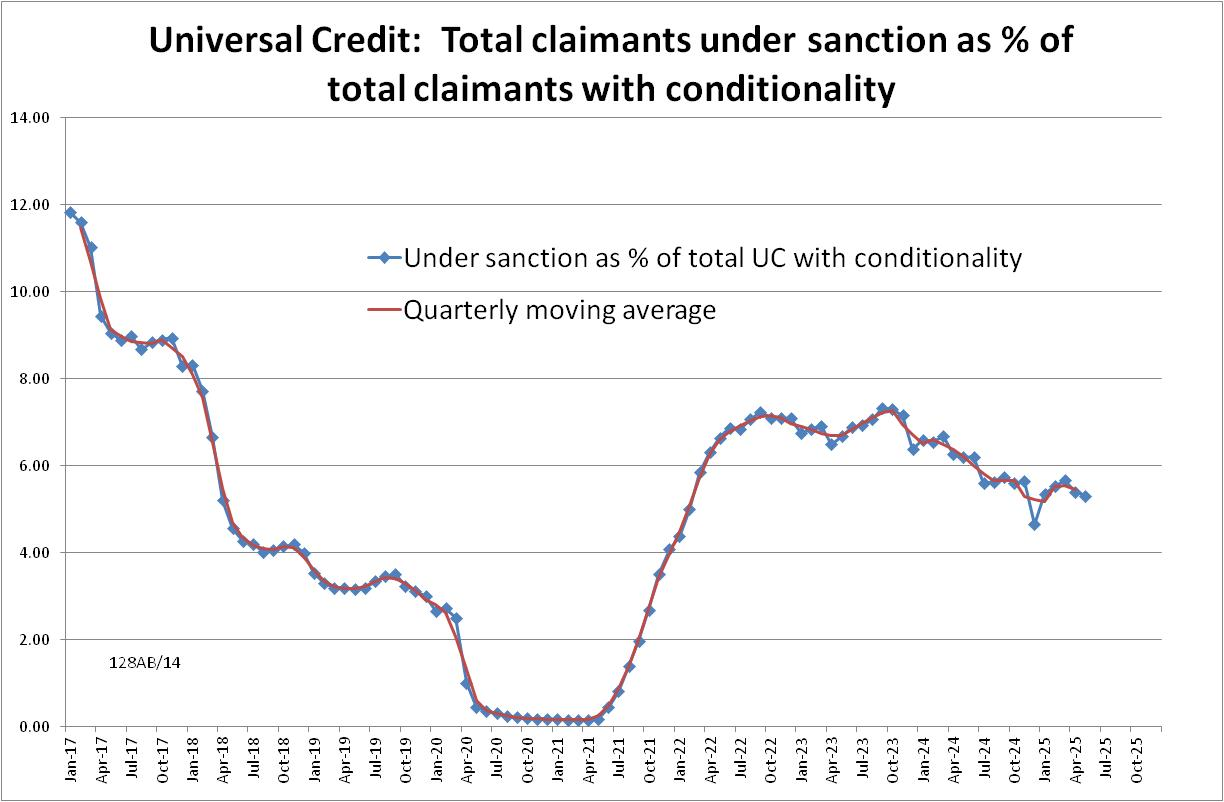 Universal Credit:  Total claimants under sanction as % of
total claimants with conditionality
14.00
12.00
10.00
8.00
6.00
4.00
2.00
0.00
Under sanction as % of total UC with conditionality
Quarterly moving average
128AB/14
Jan-17
Apr-17
Jul-17
Oct-17
Jan-18
Apr-18
Jul-18
Oct-18
Jan-19
Apr-19
Jul-19
Oct-19
Jan-20
Apr-20
Jul-20
Oct-20
Jan-21
Apr-21
Jul-21
Oct-21
Jan-22
Apr-22
Jul-22
Oct-22
Jan-23
Apr-23
Jul-23
Oct-23
Jan-24
Apr-24
Jul-24
Oct-24
Jan-25
Apr-25
Jul-25
Oct-25